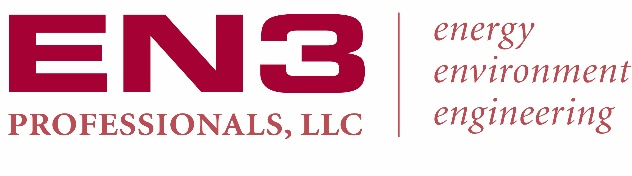 EN3
PROFESSIONALS, LLC
energy
environment
engineering